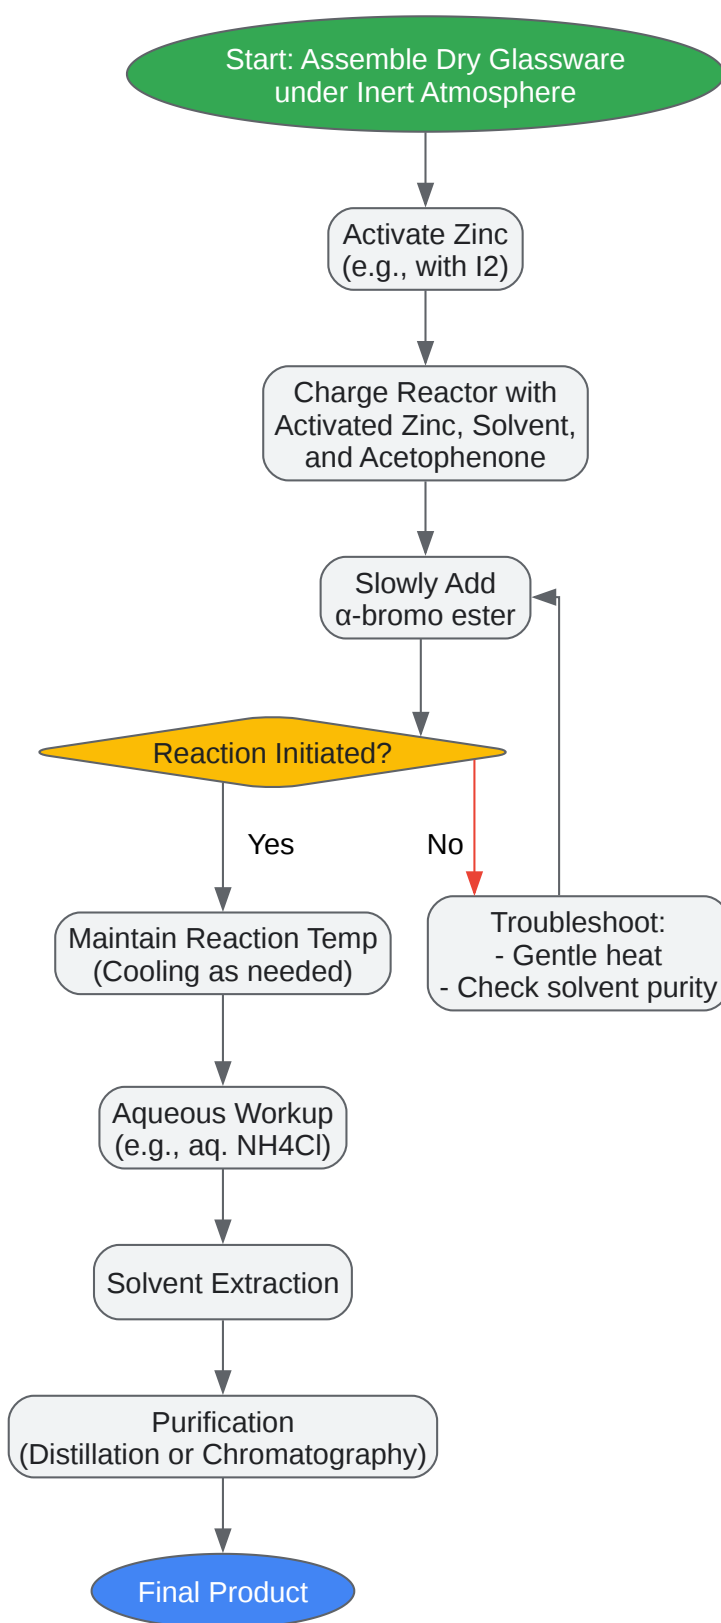 Start: Assemble Dry Glassware
under Inert Atmosphere
Activate Zinc
(e.g., with I2)
Charge Reactor with
Activated Zinc, Solvent,
and Acetophenone
Slowly Add
α-bromo ester
Reaction Initiated?
Yes
No
Maintain Reaction Temp
(Cooling as needed)
Troubleshoot:
- Gentle heat
- Check solvent purity
Aqueous Workup
(e.g., aq. NH4Cl)
Solvent Extraction
Purification
(Distillation or Chromatography)
Final Product